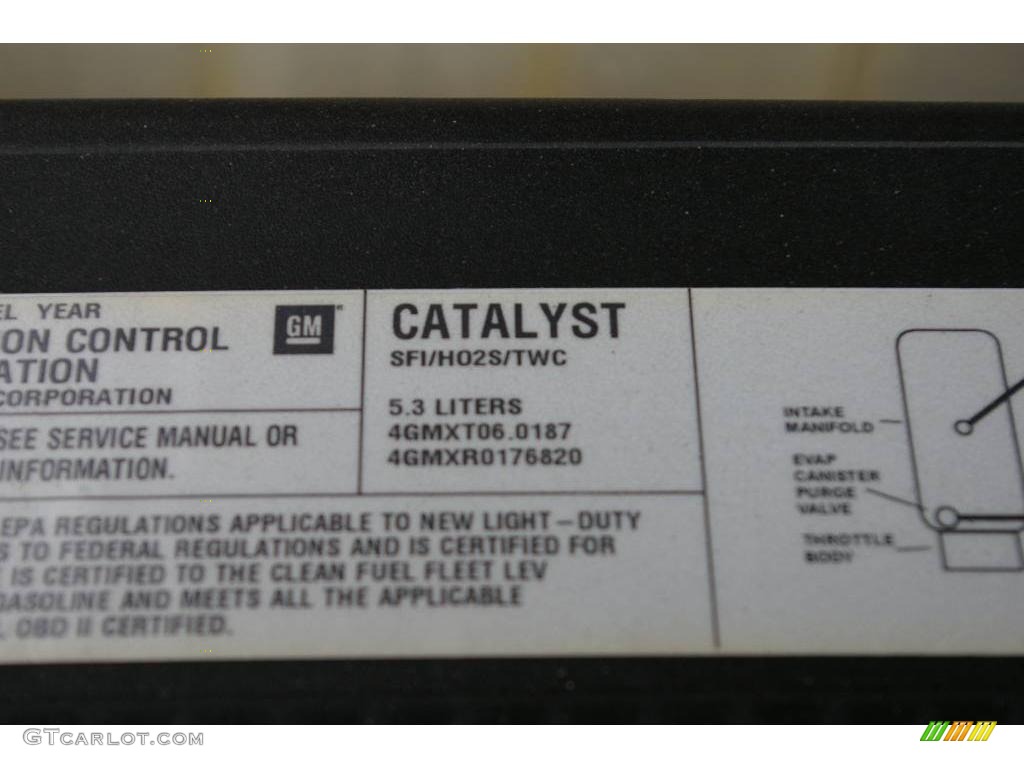 EL YEAR
ON CONTROL
ATION
CORPORATION
GM
SEE SERVICE MANUAL OR
INFORMATION.
CATALYST
SFI/HO2S/TWC
5.3 LITERS
4GMXT06.0187
4GMXR0176820
EPA REGULATIONS APPLICABLE TO NEW LIGHT-DUTY
S TO FEDERAL REGULATIONS AND IS CERTIFIED FOR
IS CERTIFIED TO THE CLEAN FUEL FLEET LEV
GASOLINE AND MEETS ALL THE APPLICABLE
OBD II CERTIFIED.
INTAKE
MANIFOLD
EVAP
CANISTER
PURGE
VALVE
THROTTLE
BODY
GTCARLOT.COM